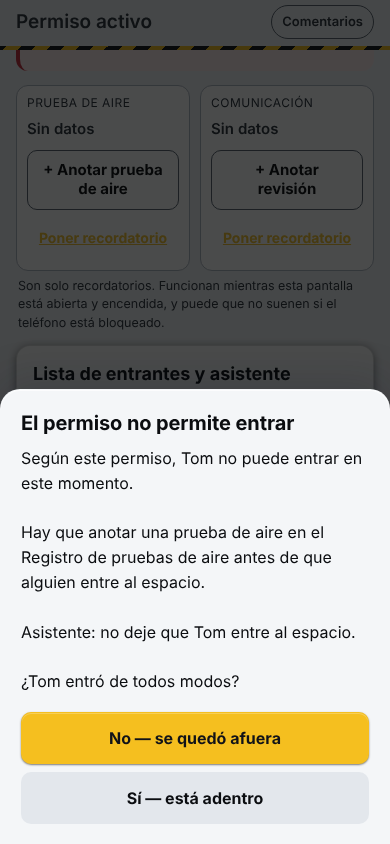 Permiso activo
Comentarios
PRUEBA DE AIRE
Sin datos
+ Anotar prueba
de aire
Poner recordatorio
COMUNICACIÓN
Sin datos
+ Anotar
revisión
Poner recordatorio
Son solo recordatorios. Funcionan mientras esta pantalla
está abierta y encendida, y puede que no suenen si el
teléfono está bloqueado.
Lista de entrantes y asistente
El permiso no permite entrar
Según este permiso, Tom no puede entrar en
este momento.
Hay que anotar una prueba de aire en el
Registro de pruebas de aire antes de que
alguien entre al espacio.
Asistente: no deje que Tom entre al espacio.
¿Tom entró de todos modos?
No — se quedó afuera
Sí — está adentro